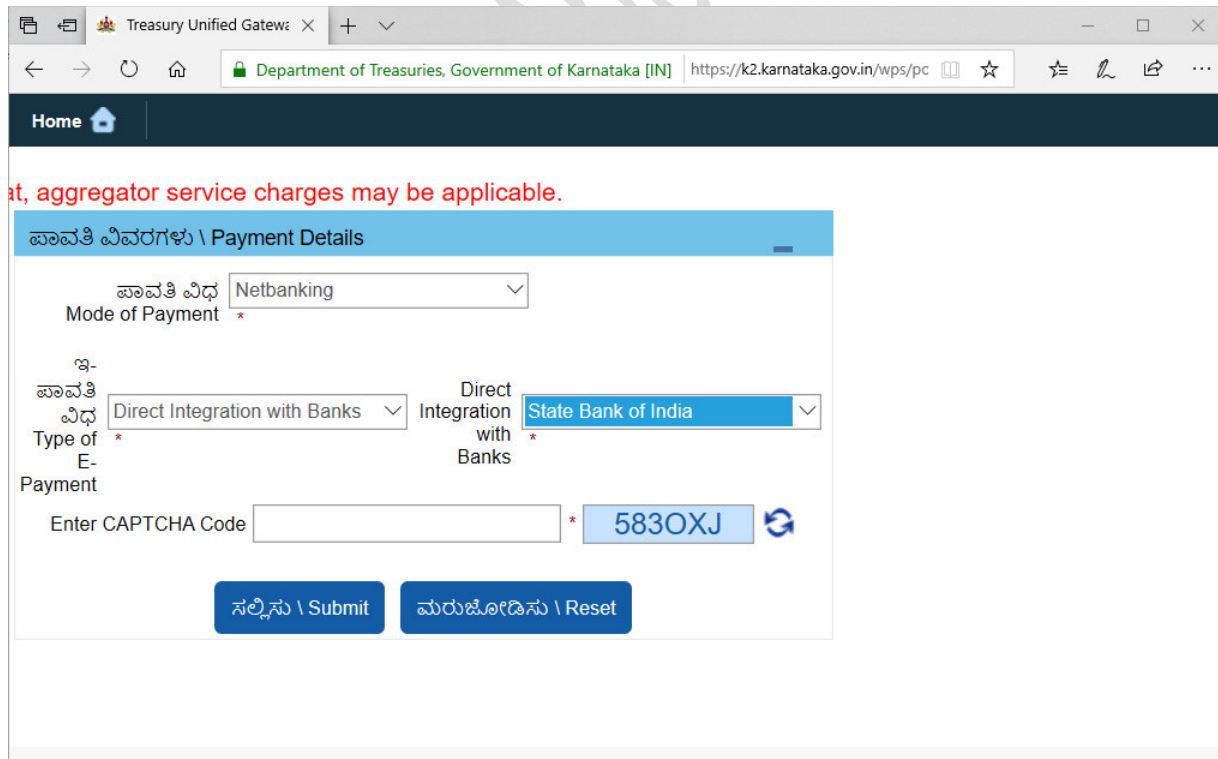 Treasury Unified Gatewa
Department of Treasuries, Government of Karnataka [IN] https://k2.karnataka.gov.in/wps/pc
Home
at, aggregator service charges may be applicable.
ಪಾವತಿ ವಿವರಗಳು \ Payment Details
ಪಾವತಿ ವಿಧ
Mode of Payment
Netbanking
*
ಇ-
ಪಾವತಿ
ವಿಧ
Type of
E-
Payment
Direct Integration with Banks
*
Direct
Integration
with
Banks
State Bank of India
*
Enter CAPTCHA Code * 583OXJ
ಸಲ್ಲಿಸು \ Submit ಮರುಜೋಡಿಸು \ Reset